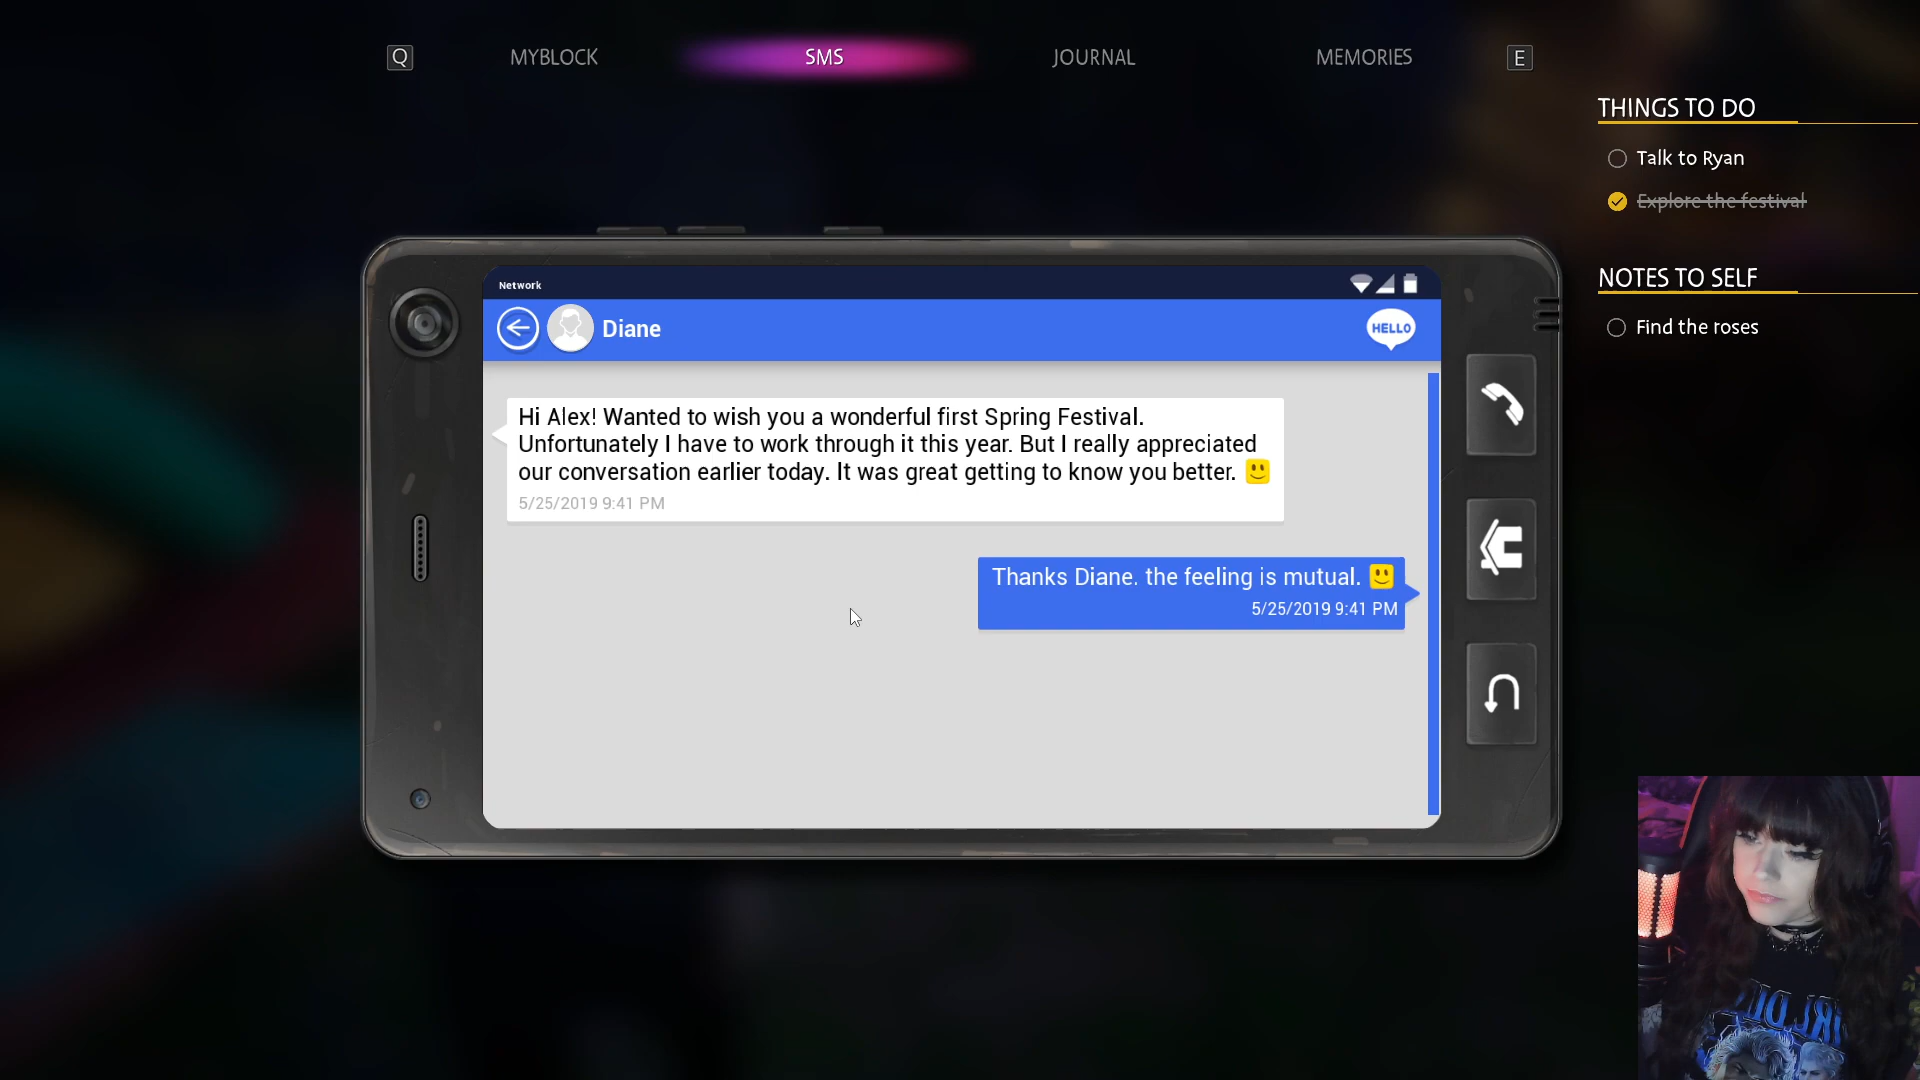 Q
MYBLOCK
SMS
JOURNAL
MEMORIES
E
THINGS TO DO
Talk to Ryan
Explore the festival
NOTES TO SELF
Find the roses
Network
Diane
HELLO
Hi Alex! Wanted to wish you a wonderful first Spring Festival.
Unfortunately I have to work through it this year. But I really appreciated
our conversation earlier today. It was great getting to know you better. 🙂
5/25/2019 9:41 PM
Thanks Diane. the feeling is mutual. 🙂
5/25/2019 9:41 PM